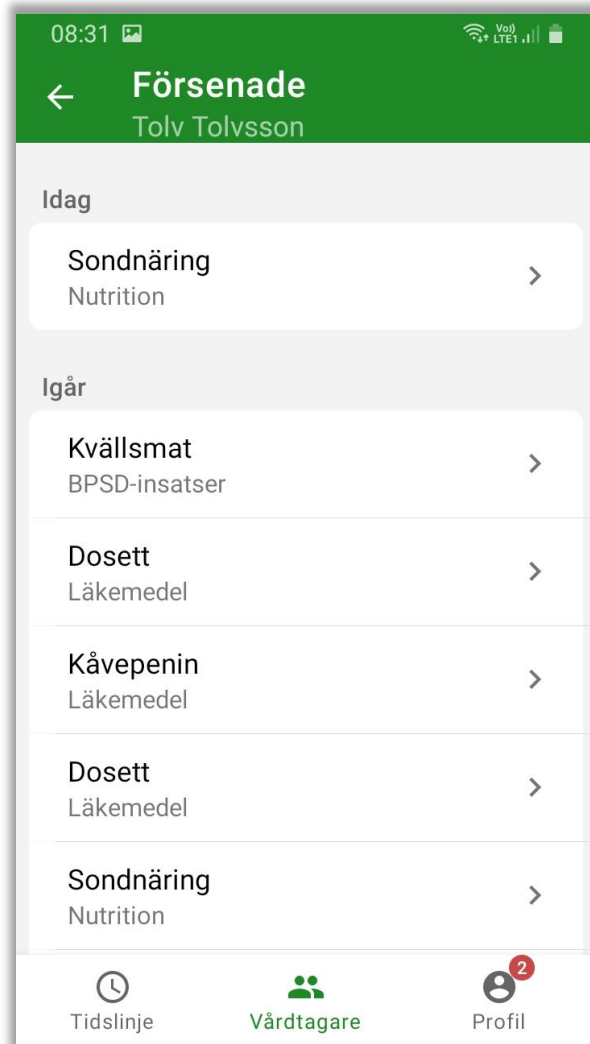 08:31
Vo))
LTE1
Försenade
Tolv Tolvsson
Idag
Sondnäring
Nutrition
Igår
Kvällsmat
BPSD-insatser
Dosett
Läkemedel
Kåvepenin
Läkemedel
Dosett
Läkemedel
Sondnäring
Nutrition
2
Tidslinje
Vårdtagare
Profil